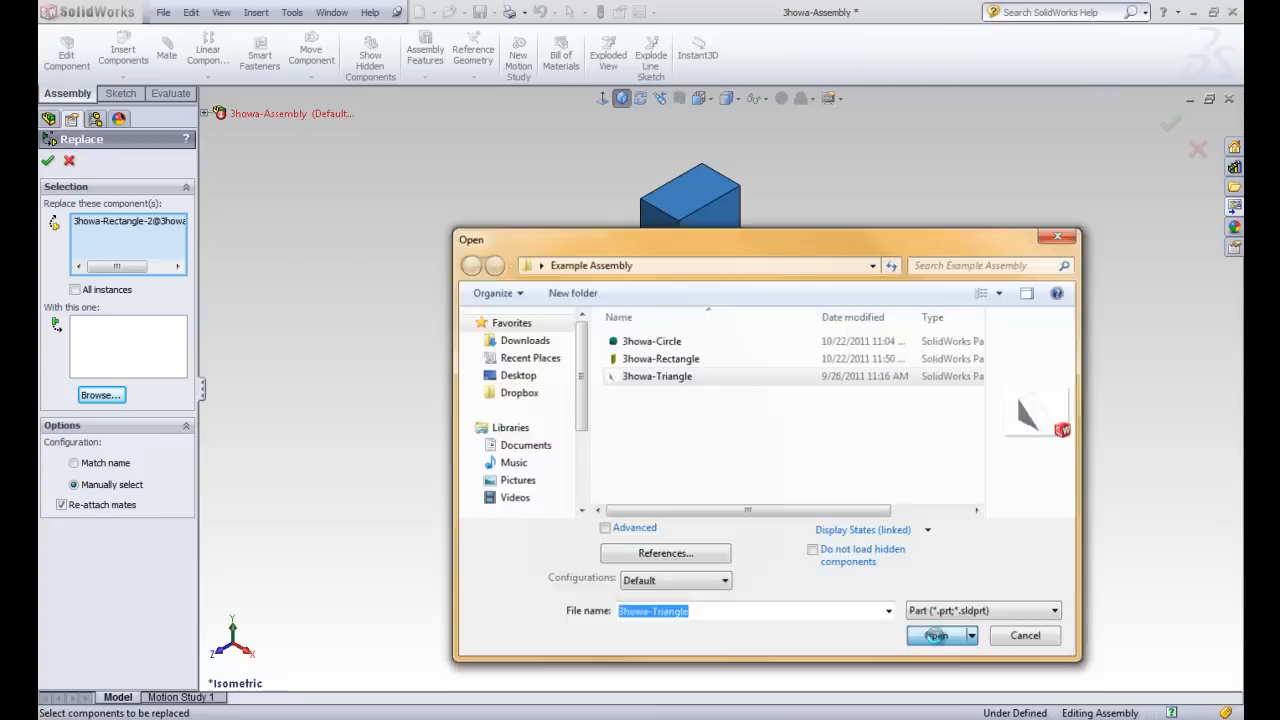 SolidWorks
File Edit View Insert Tools Window Help
3howa-Assembly *
Search SolidWorks Help
Edit Component
Insert Components
Mate
Linear Compon...
Smart Fasteners
Move Component
Show Hidden Components
Assembly Features
Reference Geometry
New Motion Study
Bill of Materials
Exploded View
Explode Line Sketch
Instant3D
Assembly Sketch Evaluate
3howa-Assembly (Default...
Replace ?
Selection
Replace these component(s):
3howa-Rectangle-2@3howa
All instances
With this one:
Browse...
Options
Configuration:
Match name
Manually select
Re-attach mates
Open
Example Assembly
Search Example Assembly
Organize New folder
Name Date modified Type
Favorites
Downloads
Recent Places
Desktop
Dropbox
Libraries
Documents
Music
Pictures
Videos
3howa-Circle 10/22/2011 11:04 ... SolidWorks Pa
3howa-Rectangle 10/22/2011 11:50 ... SolidWorks Pa
3howa-Triangle 9/26/2011 11:16 AM SolidWorks Pa
Advanced
References...
Display States (linked)
Do not load hidden
components
Configurations: Default
File name: 3howa-Triangle
Part (*.prt;*.sldprt)
Open Cancel
Y
Z
X
*Isometric
Model Motion Study 1
Select components to be replaced
Under Defined Editing Assembly